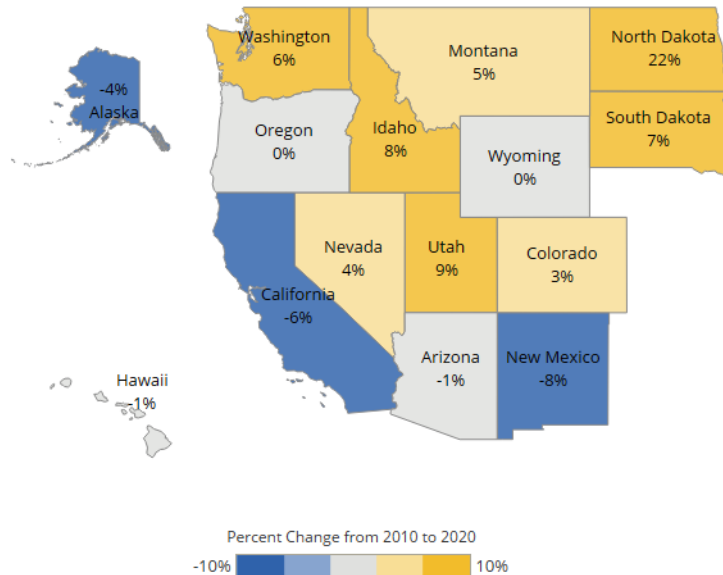 Washington
6%
Montana
5%
North Dakota
22%
-4%
Alaska
Oregon
0%
Idaho
8%
South Dakota
7%
Wyoming
0%
Nevada
4%
Utah
9%
Colorado
3%
California
-6%
Arizona
-1%
New Mexico
-8%
Hawaii
-1%
Percent Change from 2010 to 2020
-10% 10%